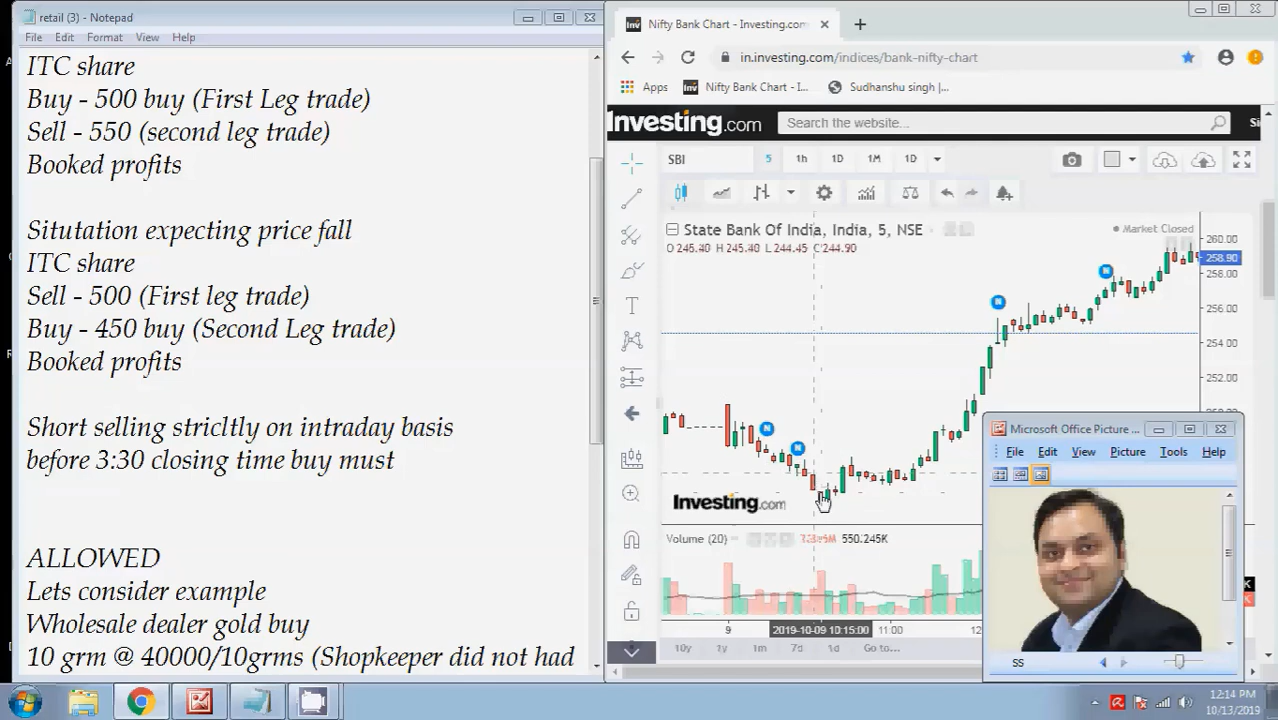 retail (3) - Notepad
File Edit Format View Help
ITC share
Buy - 500 buy (First Leg trade)
Sell - 550 (second leg trade)
Booked profits
Situtation expecting price fall
ITC share
Sell - 500 (First leg trade)
Buy - 450 buy (Second Leg trade)
Booked profits
Short selling stricltly on intraday basis
before 3:30 closing time buy must
ALLOWED
Lets consider example
Wholesale dealer gold buy
10 grm @ 40000/10grms (Shopkeeper did not had
Nifty Bank Chart - Investing.com
in.investing.com/indices/bank-nifty-chart
Apps Nifty Bank Chart - I... Sudhanshu singh |...
Investing.com Search the website... Si
SBI 5 1h 1D 1M 1D
State Bank Of India, India, 5, NSE
Market Closed
O 245.40 H 245.40 L 244.45 C 244.90
260.00
258.90
258.00
256.00
254.00
252.00
N
N
N
N
Investing.com
Volume (20) 550.245K
9 2019-10-09 10:15:00 11:00
10y 1y 1m 7d 1d Go to...
Microsoft Office Picture ...
File Edit View Picture Tools Help
SS
12:14 PM
10/13/2019